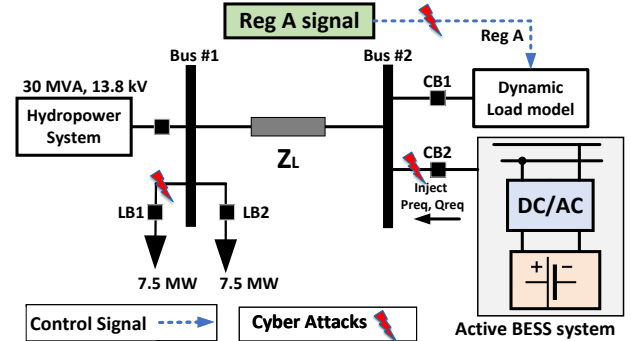 Reg A signal
Reg A
Bus #1
Bus #2
30 MVA, 13.8 kV
Hydropower
System
Z_L
CB1
Dynamic
Load model
CB2
Inject
Preq, Qreq
DC/AC
+ −
LB1
LB2
7.5 MW
7.5 MW
Control Signal
Cyber Attacks
Active BESS system